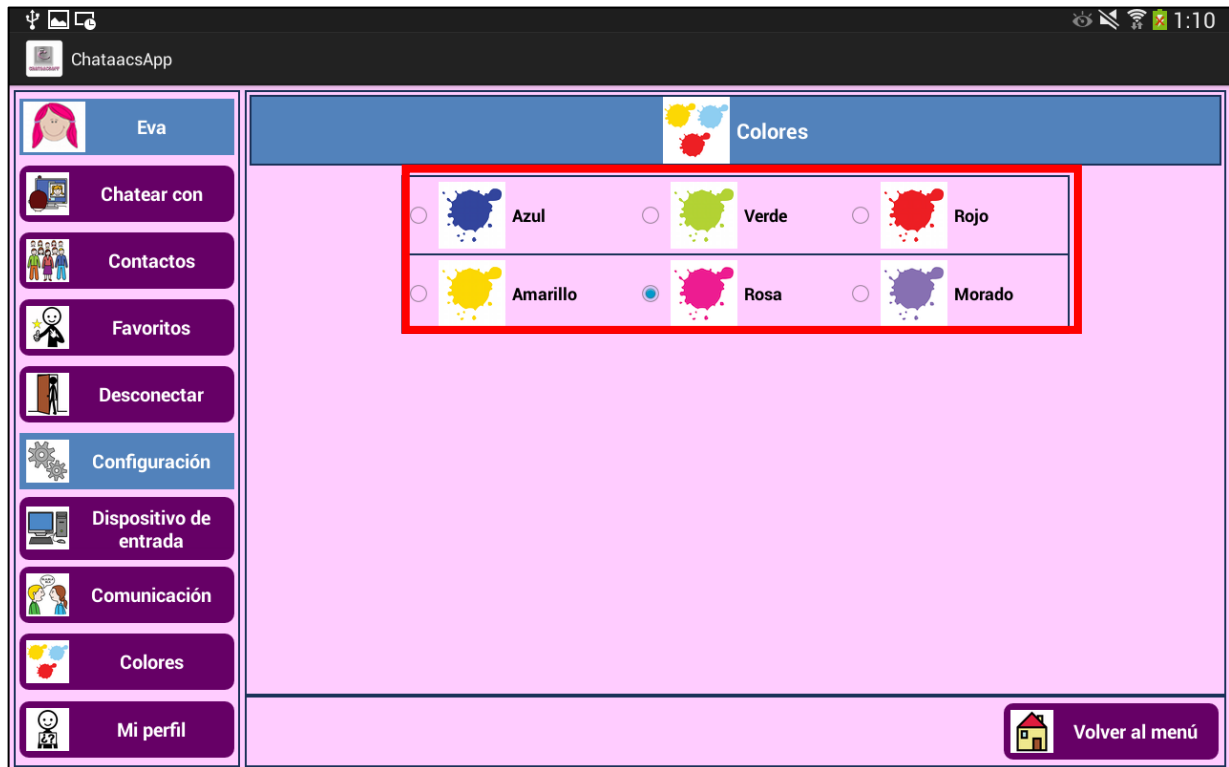 1:10
ChataacsApp
Eva
Chatear con
Contactos
Favoritos
Desconectar
Configuración
Dispositivo de
entrada
Comunicación
Colores
Mi perfil
Colores
Azul Verde Rojo
Amarillo Rosa Morado
Volver al menú